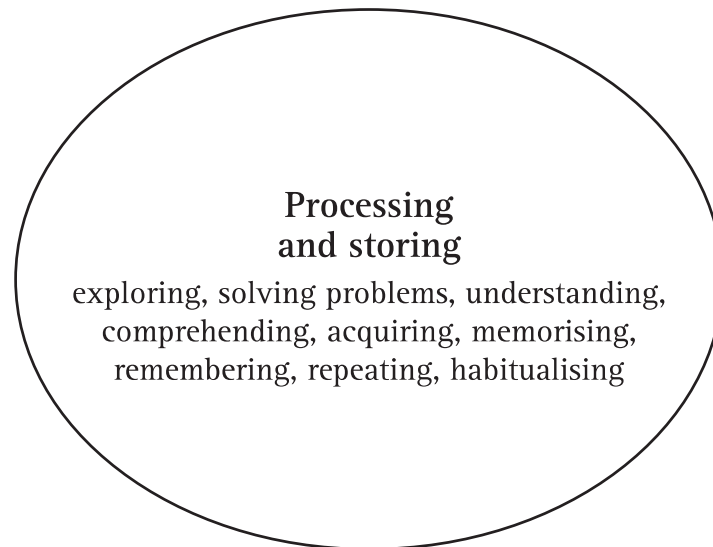 Processing
and storing
exploring, solving problems, understanding,
comprehending, acquiring, memorising,
remembering, repeating, habitualising